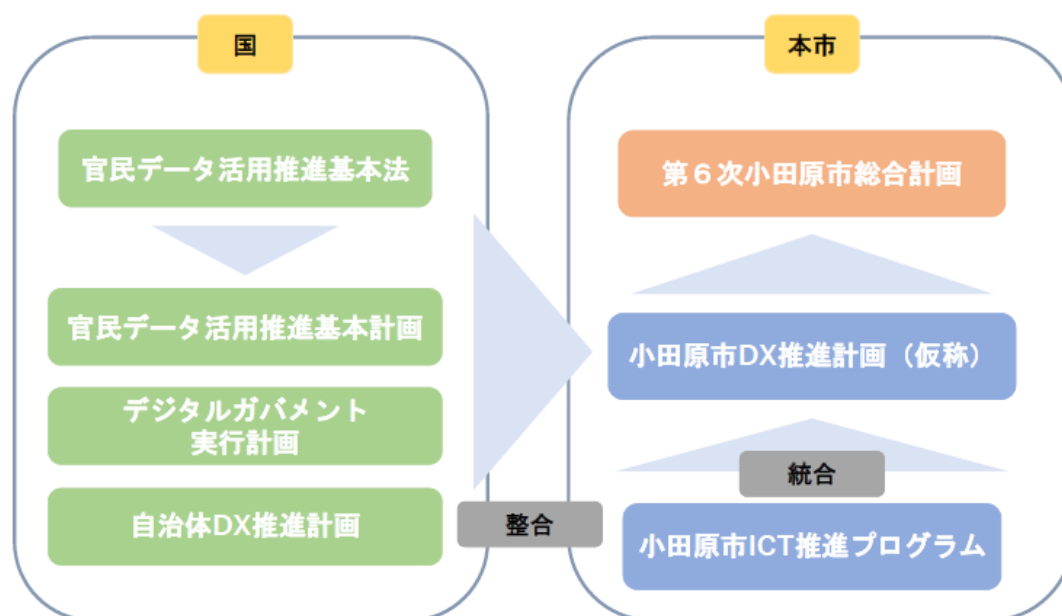 国
官民データ活用推進基本法
官民データ活用推進基本計画
デジタルガバメント
実行計画
自治体DX推進計画
整合
本市
第６次小田原市総合計画
小田原市DX推進計画（仮称）
統合
小田原市ICT推進プログラム